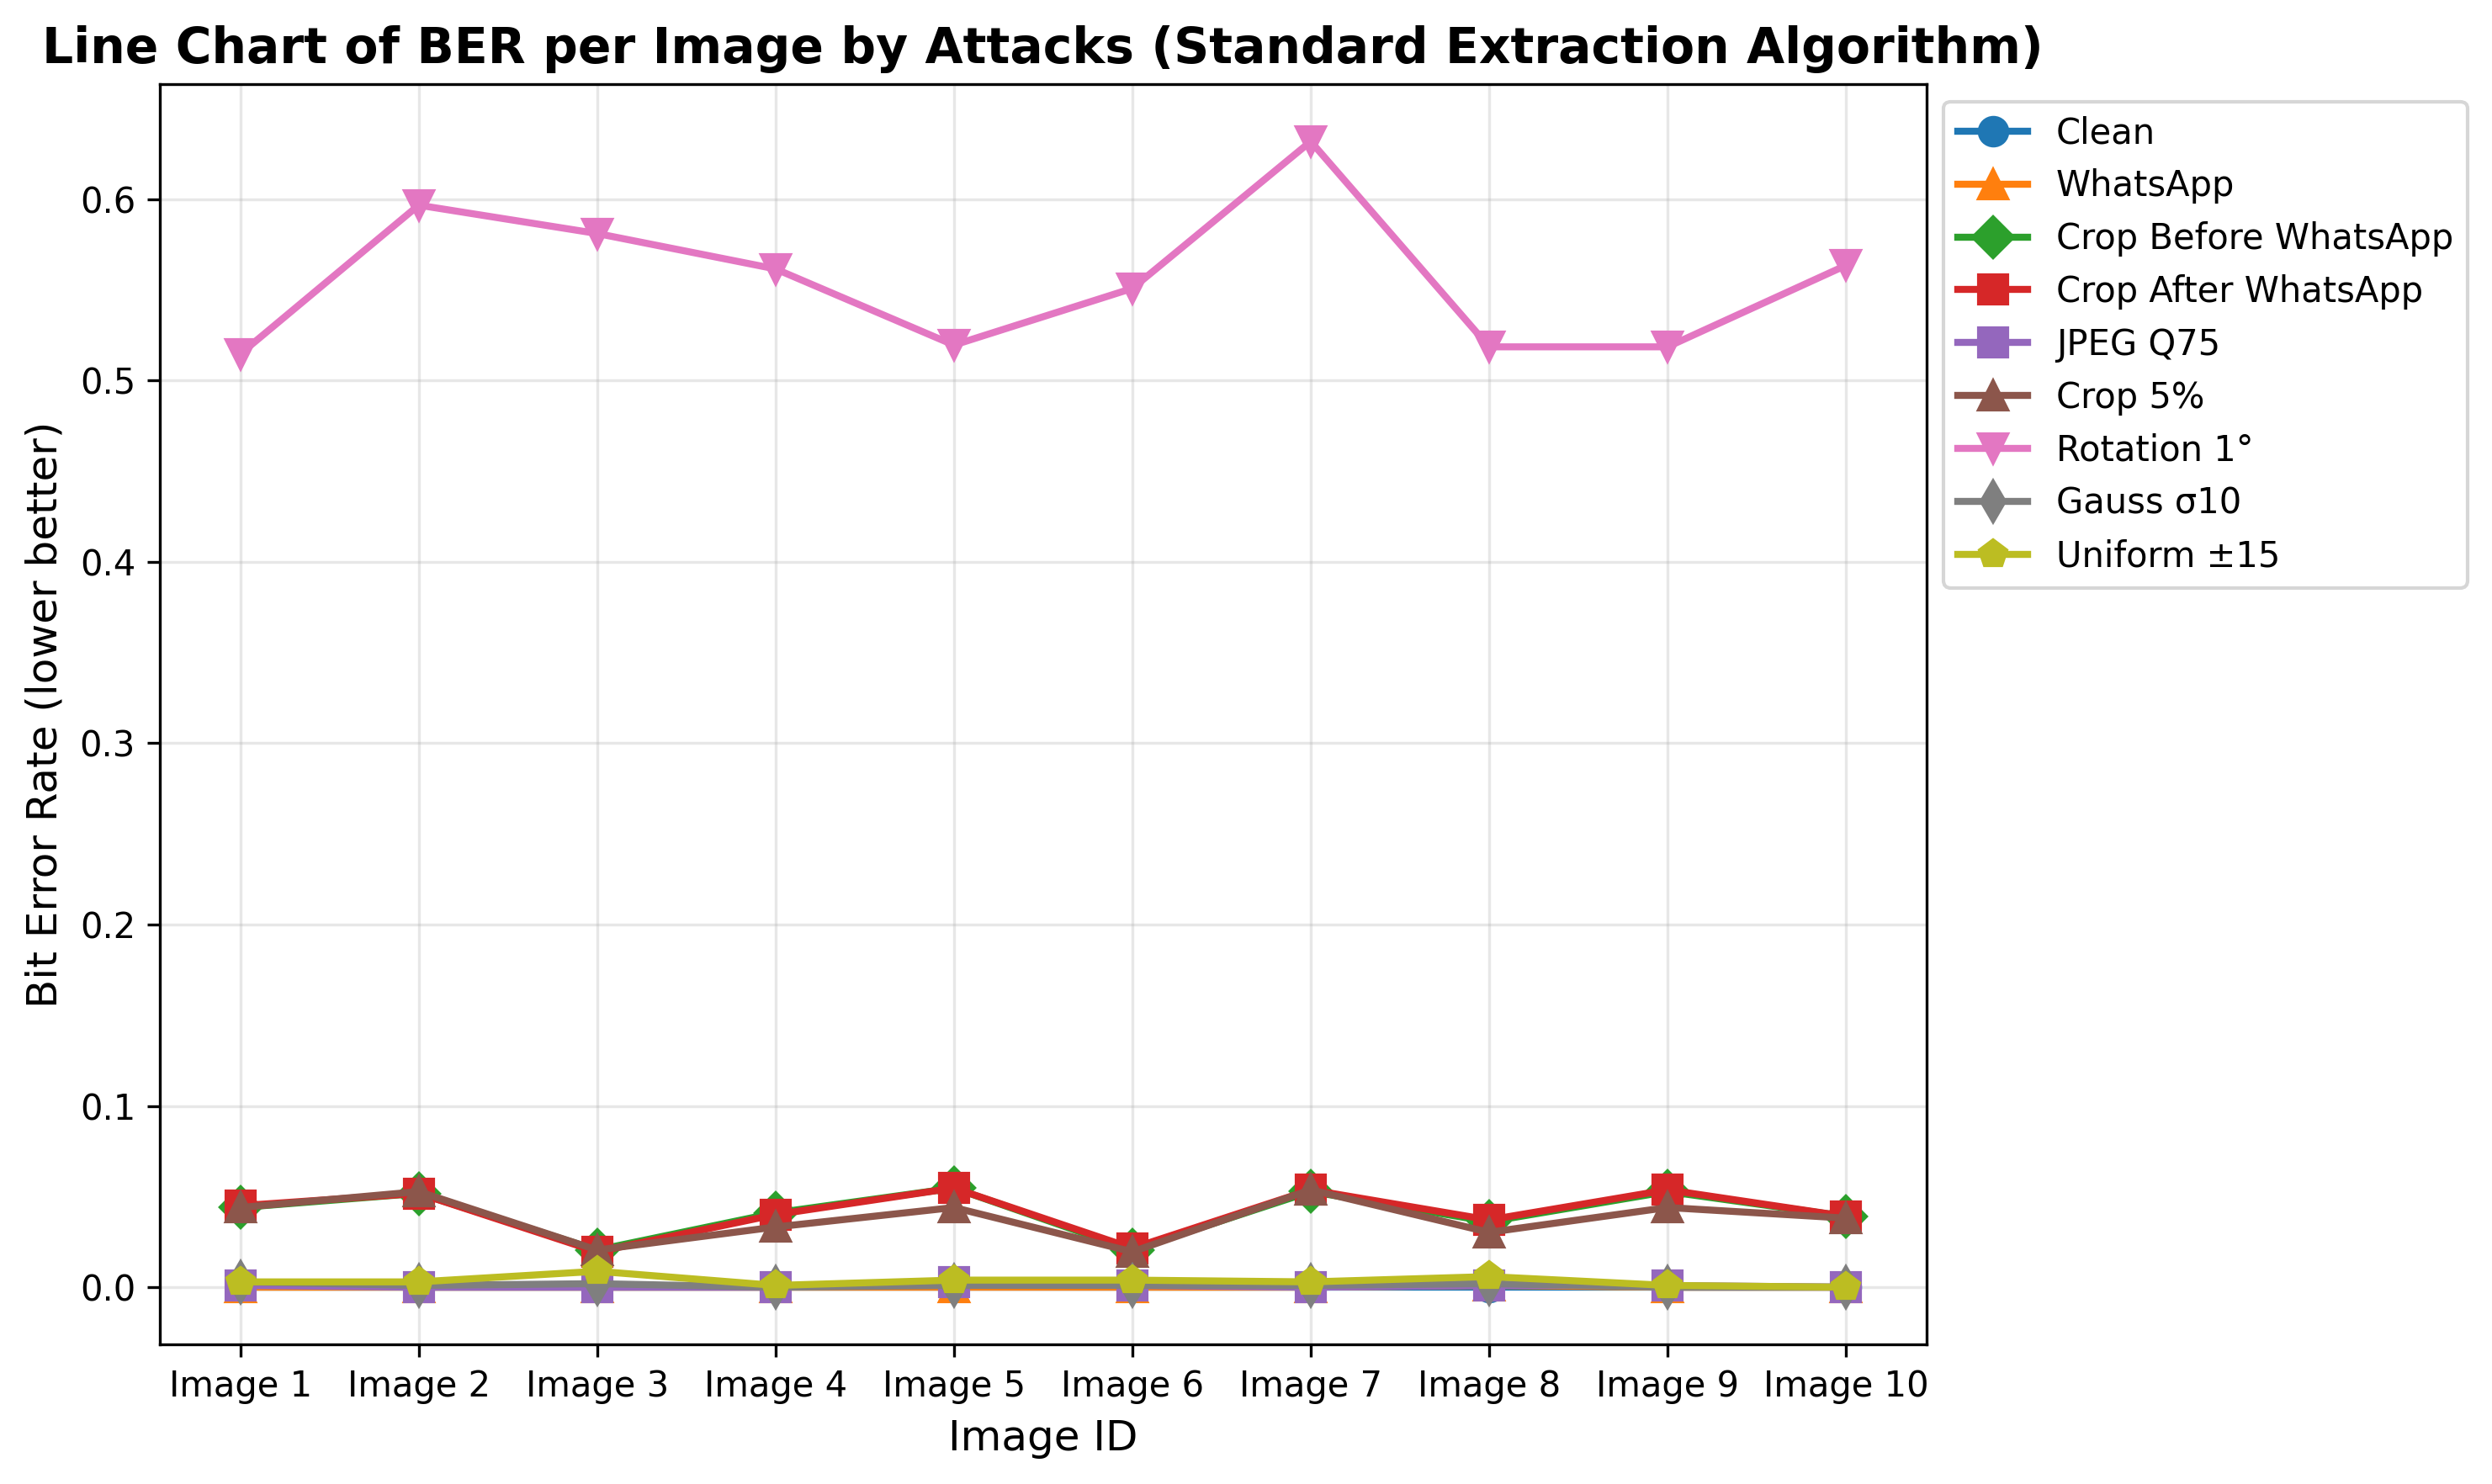 Line Chart of BER per Image by Attacks (Standard Extraction Algorithm)
Clean
WhatsApp
Crop Before WhatsApp
Crop After WhatsApp
JPEG Q75
Crop 5%
Rotation 1°
Gauss σ10
Uniform ±15
Bit Error Rate (lower better)
0.6
0.5
0.4
0.3
0.2
0.1
0.0
Image 1 Image 2 Image 3 Image 4 Image 5 Image 6 Image 7 Image 8 Image 9 Image 10
Image ID